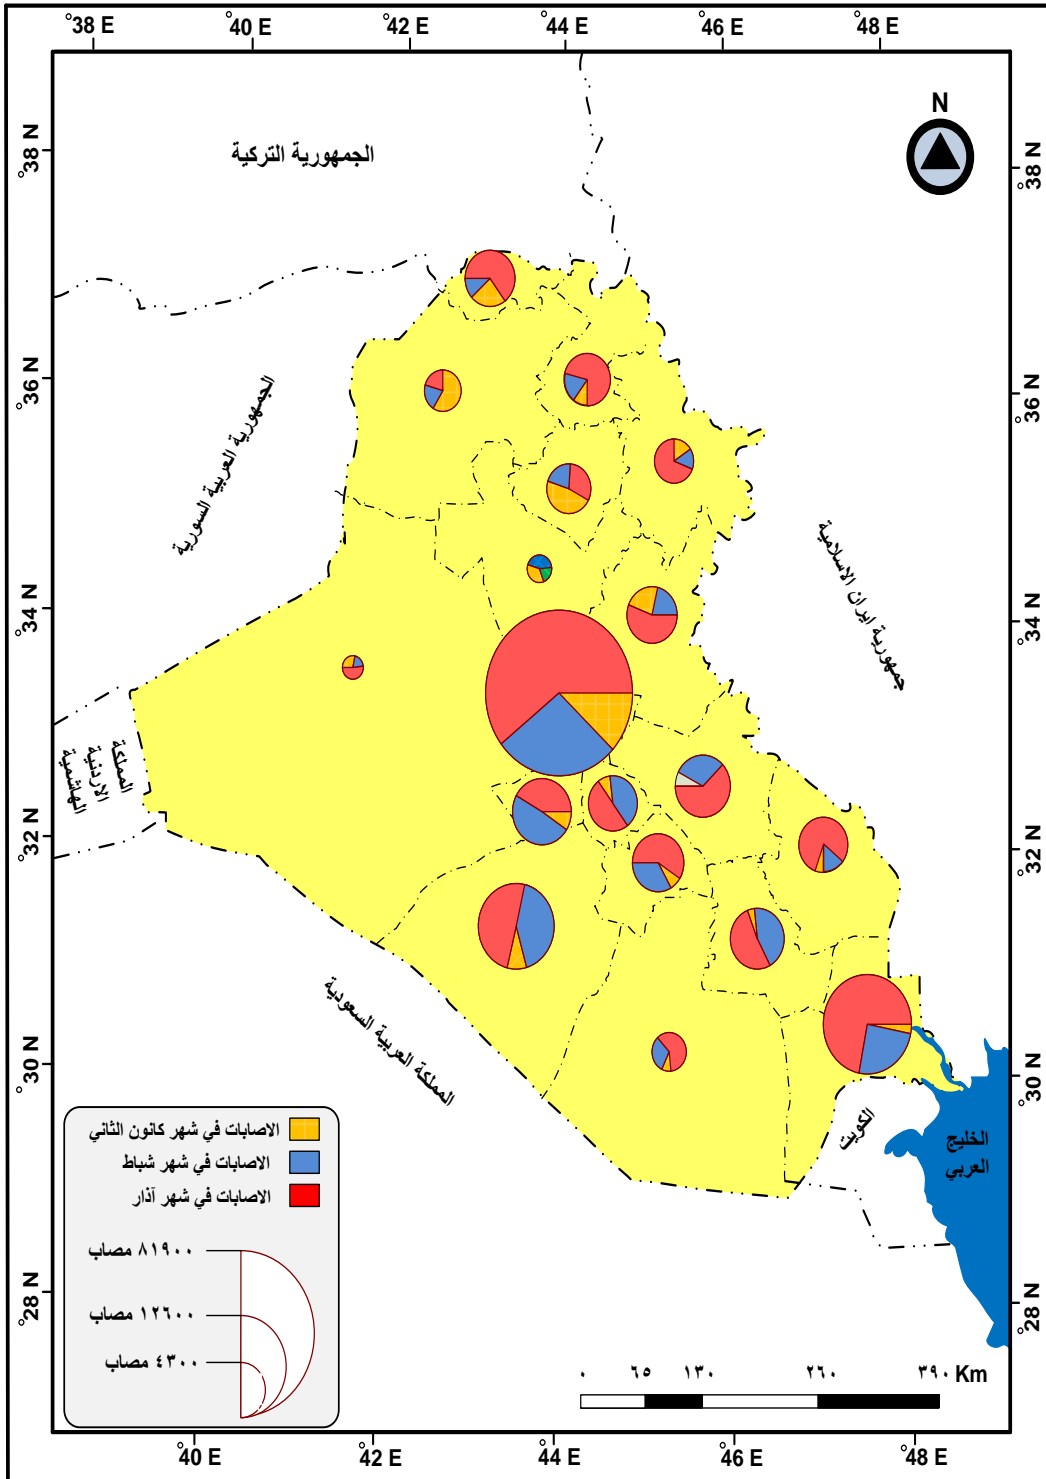 °38 E
°40 E
°42 E
°44 E
°46 E
°48 E
N
°38 N
°36 N
°34 N
°32 N
°30 N
°28 N
°38 N
°36 N
°34 N
°32 N
°30 N
°28 N
الجمهورية التركية
الجمهورية العربية السورية
جمهورية ايران الاسلامية
المملكة
الاردنية
الهاشمية
المملكة العربية السعودية
الكويت
الخليج
العربي
الاصابات في شهر كانون الثاني
الاصابات في شهر شباط
الاصابات في شهر آذار
٨١٩٠٠ مصاب
١٢٦٠٠ مصاب
٤٣٠٠ مصاب
٠ ٦٥ ١٣٠ ٢٦٠ ٣٩٠ Km
°40 E
°42 E
°44 E
°46 E
°48 E